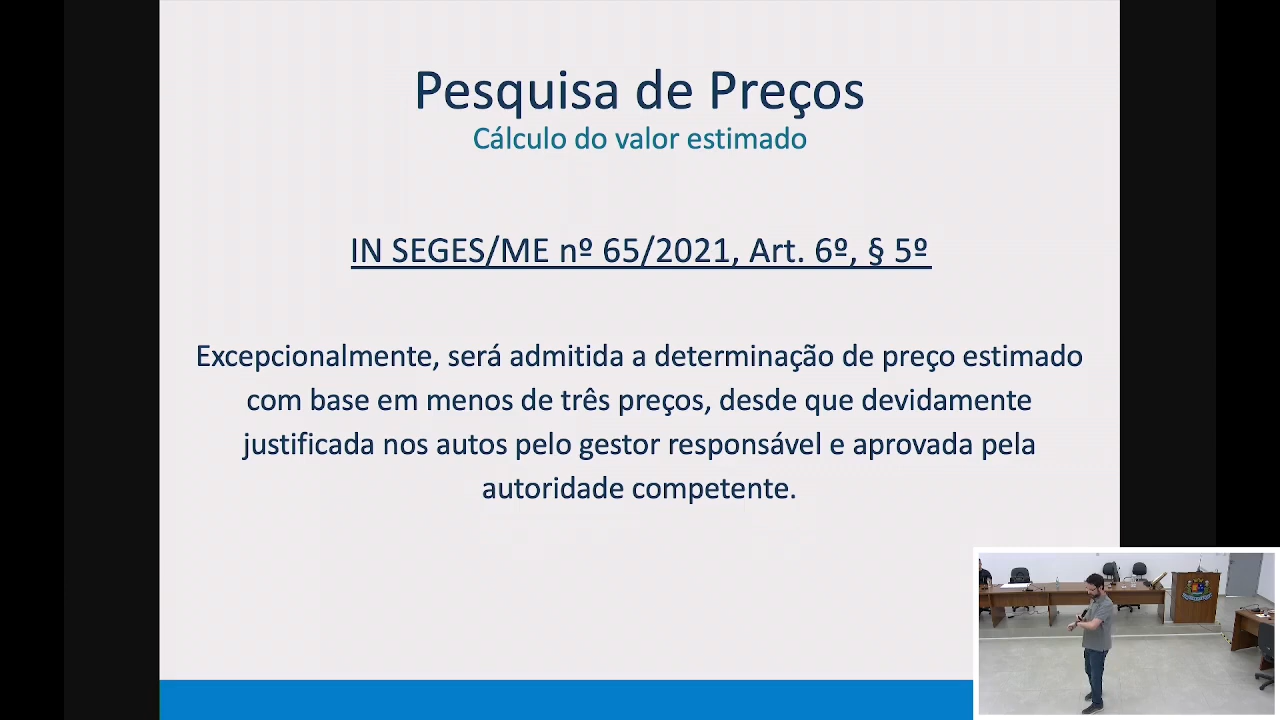 Pesquisa de Preços
Cálculo do valor estimado
IN SEGES/ME nº 65/2021, Art. 6º, § 5º
Excepcionalmente, será admitida a determinação de preço estimado
com base em menos de três preços, desde que devidamente
justificada nos autos pelo gestor responsável e aprovada pela
autoridade competente.